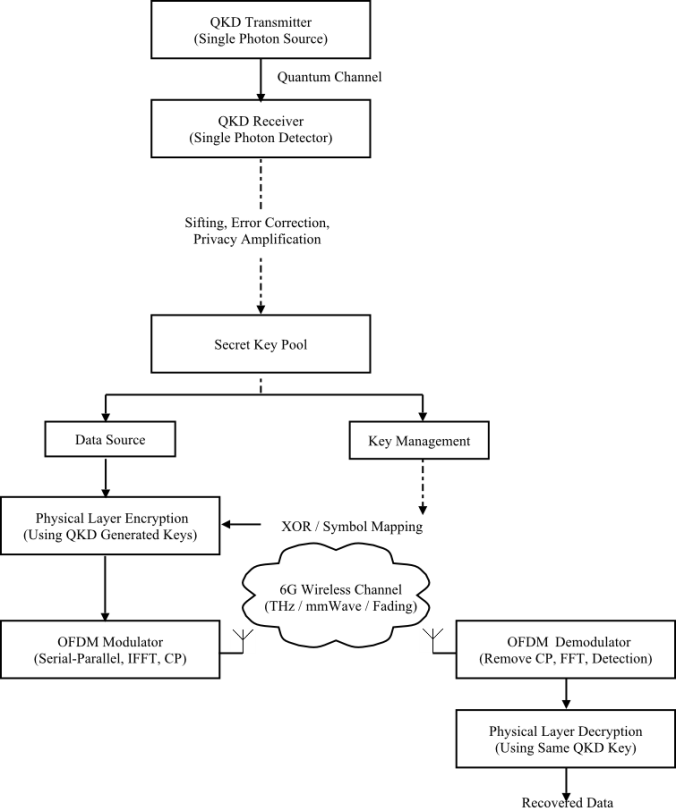 QKD Transmitter
(Single Photon Source)
Quantum Channel
QKD Receiver
(Single Photon Detector)
Sifting, Error Correction,
Privacy Amplification
Secret Key Pool
Data Source
Key Management
Physical Layer Encryption
(Using QKD Generated Keys)
XOR / Symbol Mapping
6G Wireless Channel
(THz / mmWave / Fading)
OFDM Modulator
(Serial-Parallel, IFFT, CP)
OFDM Demodulator
(Remove CP, FFT, Detection)
Physical Layer Decryption
(Using Same QKD Key)
Recovered Data